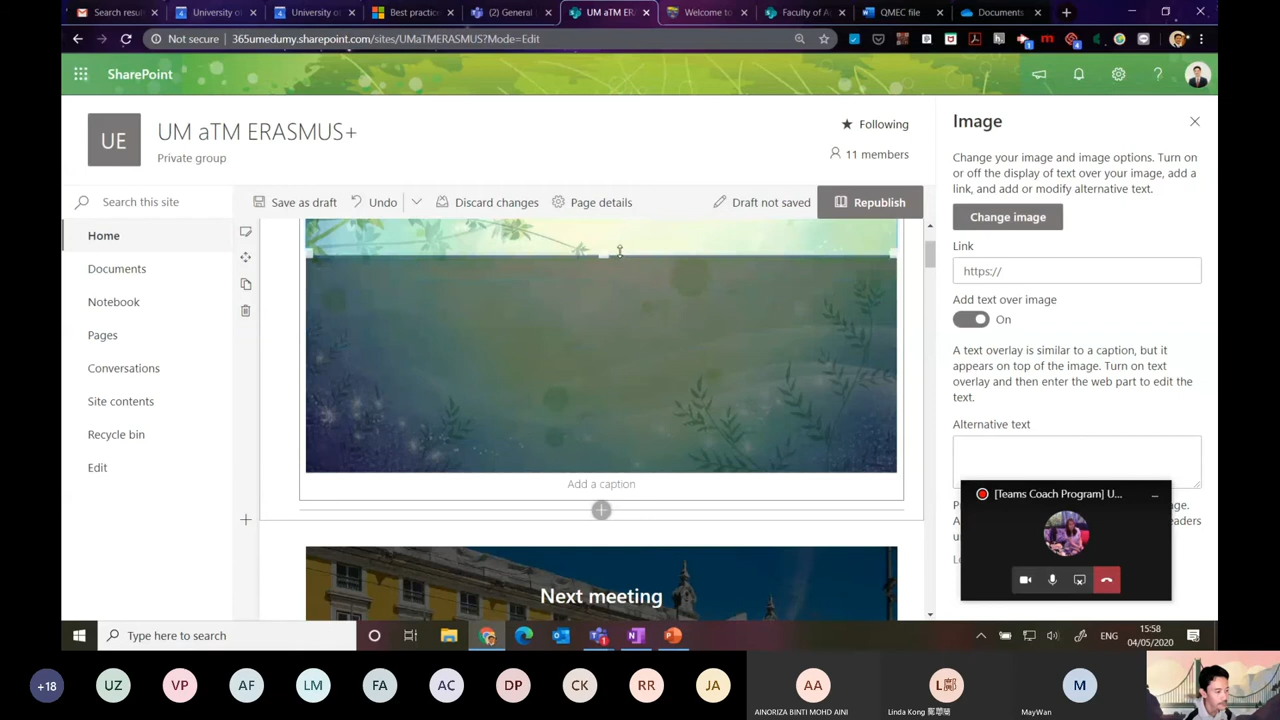 Search resul
University o
University o
Best practic
(2) General
UM aTM ER
Welcome to
Faculty of A
QMEC file
Documents
Not secure
365umedumy.sharepoint.com/sites/UMaTMERASMUS?Mode=Edit
SharePoint
UE
UM aTM ERASMUS+
Private group
Following
11 members
Search this site
Save as draft
Undo
Discard changes
Page details
Draft not saved
Republish
Home
Documents
Notebook
Pages
Conversations
Site contents
Recycle bin
Edit
Add a caption
Next meeting
Image
Change your image and image options. Turn on
or off the display of text over your image, add a
link, and add or modify alternative text.
Change image
Link
https://
Add text over image
On
A text overlay is similar to a caption, but it
appears on top of the image. Turn on text
overlay and then enter the web part to edit the
text.
Alternative text
[Teams Coach Program] U...
Type here to search
ENG
15:58
04/05/2020
+18
UZ
VP
AF
LM
FA
AC
DP
CK
RR
JA
AA
AINORIZA BINTI MOHD AINI
Linda Kong
M
MayWan